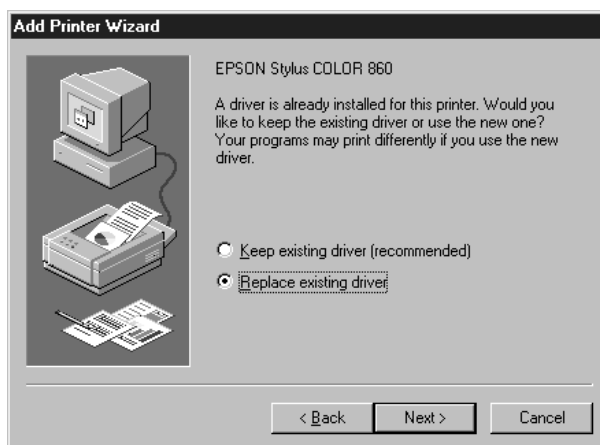 Add Printer Wizard
EPSON Stylus COLOR 860
A driver is already installed for this printer. Would you
like to keep the existing driver or use the new one?
Your programs may print differently if you use the new
driver.
Keep existing driver (recommended)
Replace existing driver
< Back
Next >
Cancel